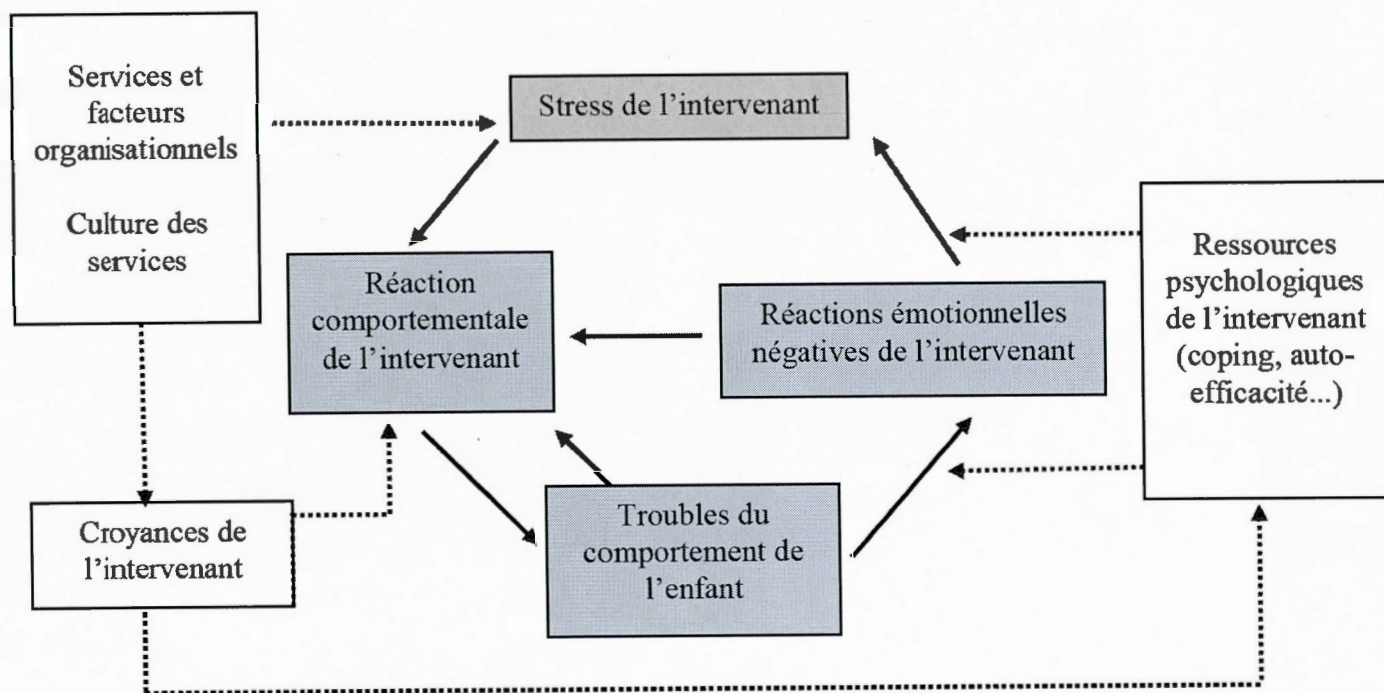 Services et
facteurs
organisationnels
Culture des
services
Stress de l'intervenant
Réaction
comportementale
de l'intervenant
Réactions émotionnelles
négatives de l'intervenant
Ressources
psychologiques
de l'intervenant
(coping, auto-
efficacité...)
Croyances de
l'intervenant
Troubles du
comportement de
l'enfant